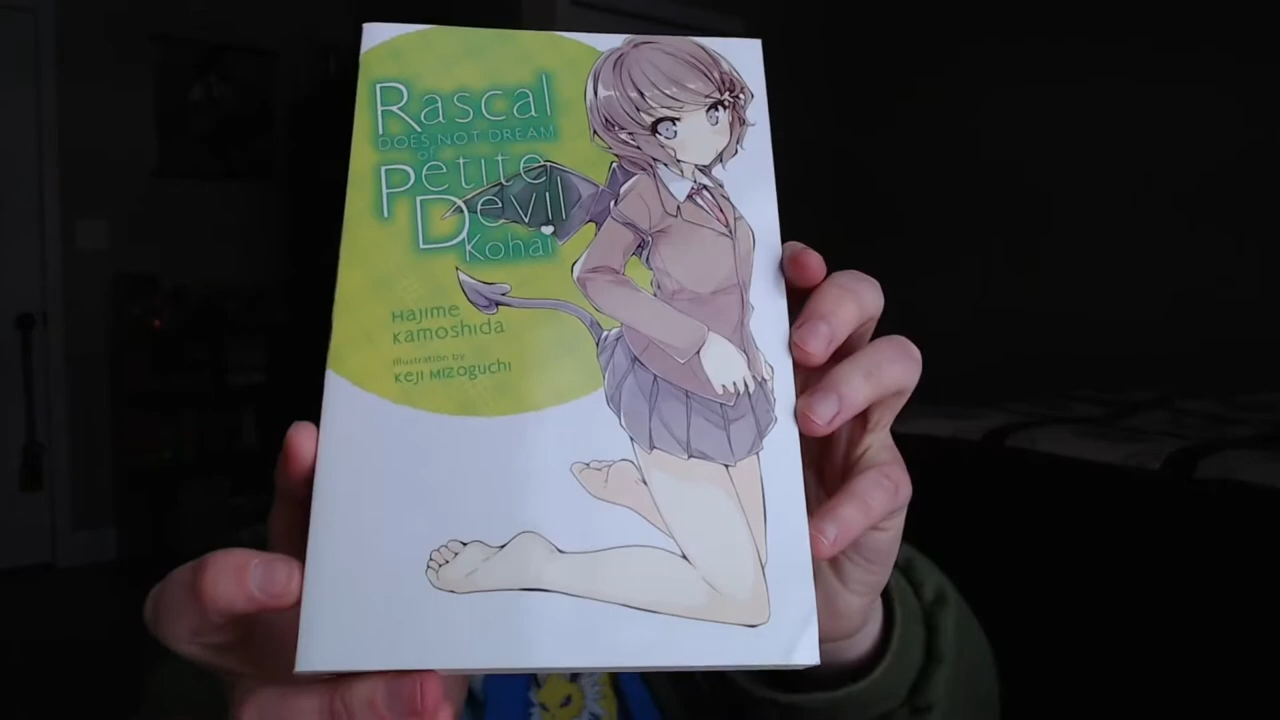 Rascal
DOES NOT DREAM
of
Petite
Devil
Kohai
Hajime
Kamoshida
illustration by
Keji Mizoguchi